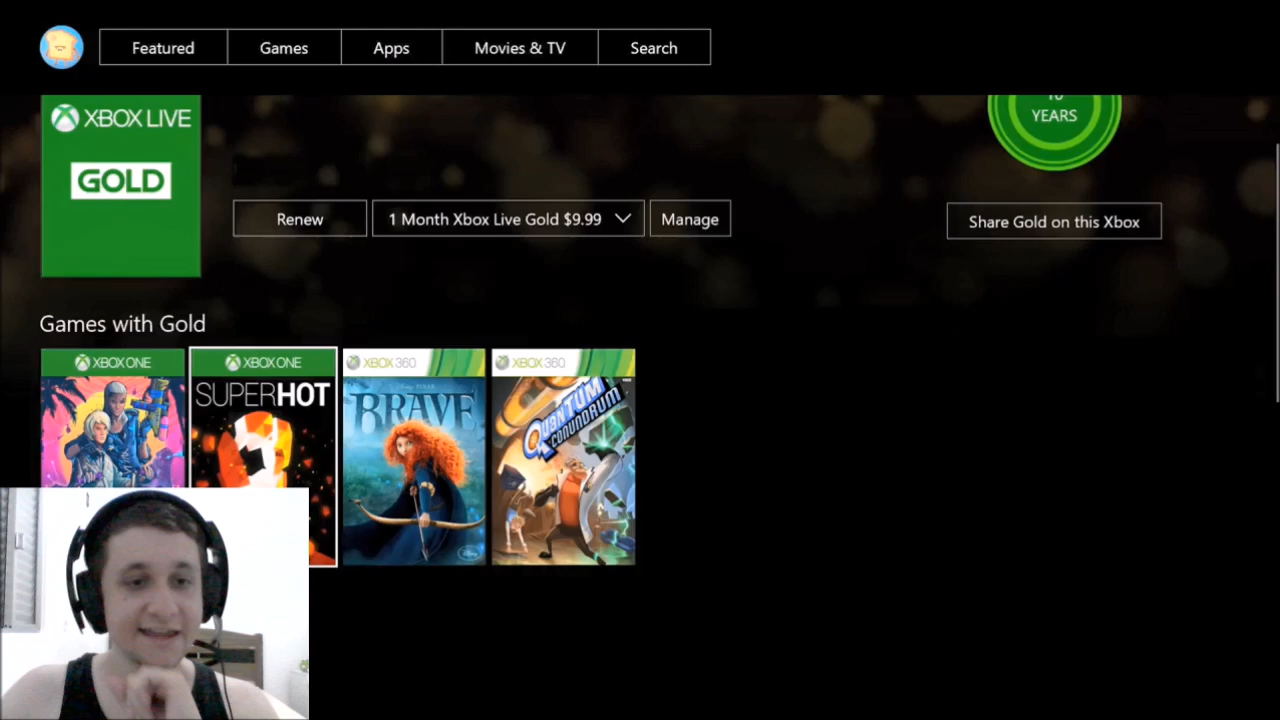 Featured
Games
Apps
Movies & TV
Search
XBOX LIVE
GOLD
YEARS
Renew
1 Month Xbox Live Gold $9.99
Manage
Share Gold on this Xbox
Games with Gold
XBOX ONE
XBOX ONE
XBOX 360
XBOX 360
SUPERHOT
BRAVE
QUANTUM
CONUNDRUM